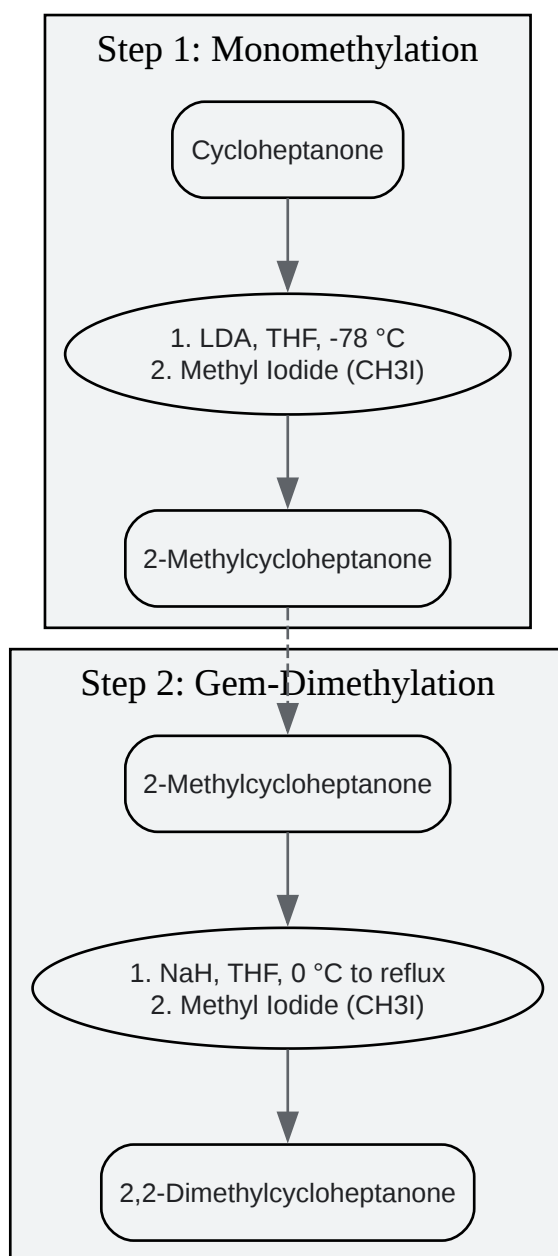 Step 1: Monomethylation
Cycloheptanone
1. LDA, THF, -78 °C
2. Methyl Iodide (CH3I)
2-Methylcycloheptanone
Step 2: Gem-Dimethylation
2-Methylcycloheptanone
1. NaH, THF, 0 °C to reflux
2. Methyl Iodide (CH3I)
2,2-Dimethylcycloheptanone